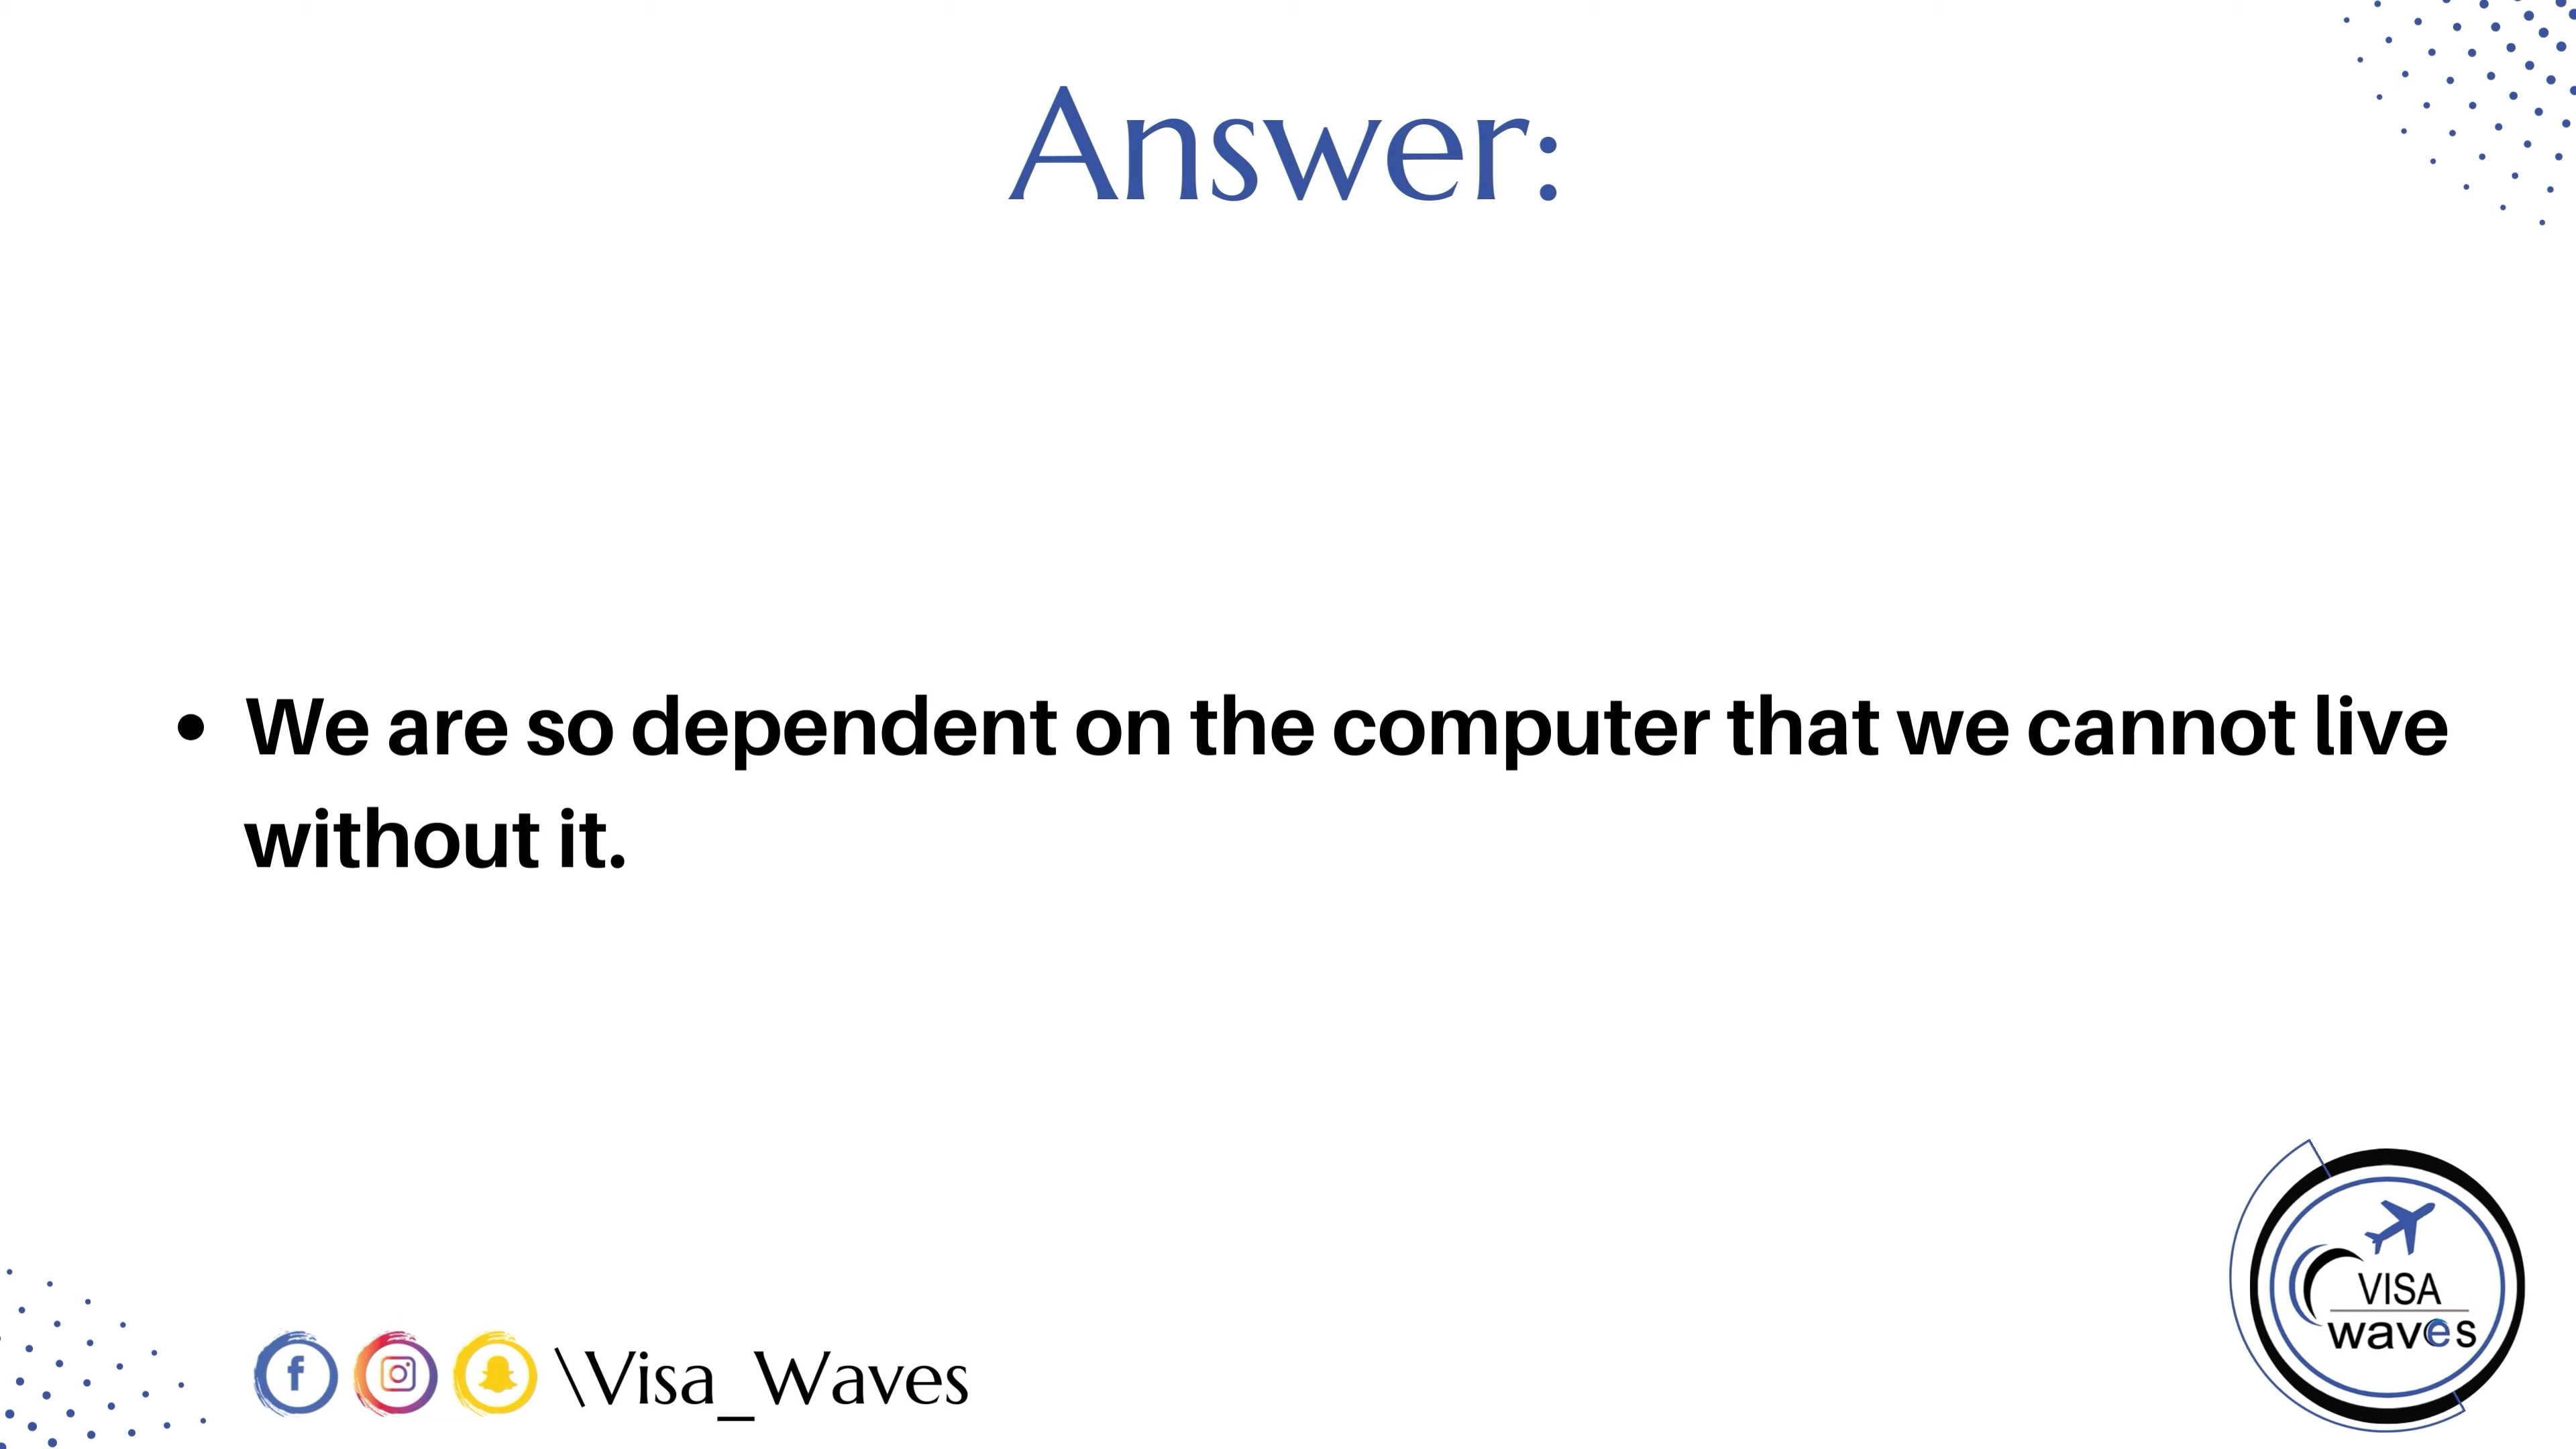 Answer:
• We are so dependent on the computer that we cannot live
without it.
\Visa_Waves
VISA
waves